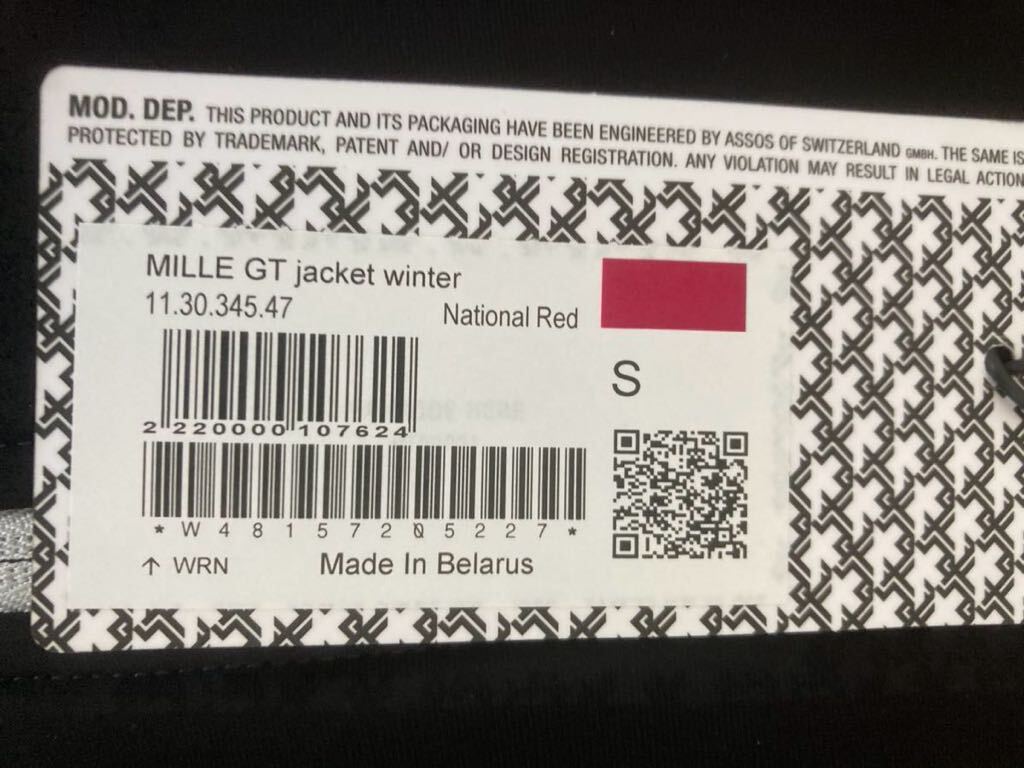 MOD. DEP. THIS PRODUCT AND ITS PACKAGING HAVE BEEN ENGINEERED BY ASSOS OF SWITZERLAND GMBH. THE SAME IS
PROTECTED BY TRADEMARK, PATENT AND/ OR DESIGN REGISTRATION. ANY VIOLATION MAY RESULT IN LEGAL ACTION
MILLE GT jacket winter
11.30.345.47
National Red
S
2 220000 107624
*W48157205227*
↑ WRN
Made In Belarus